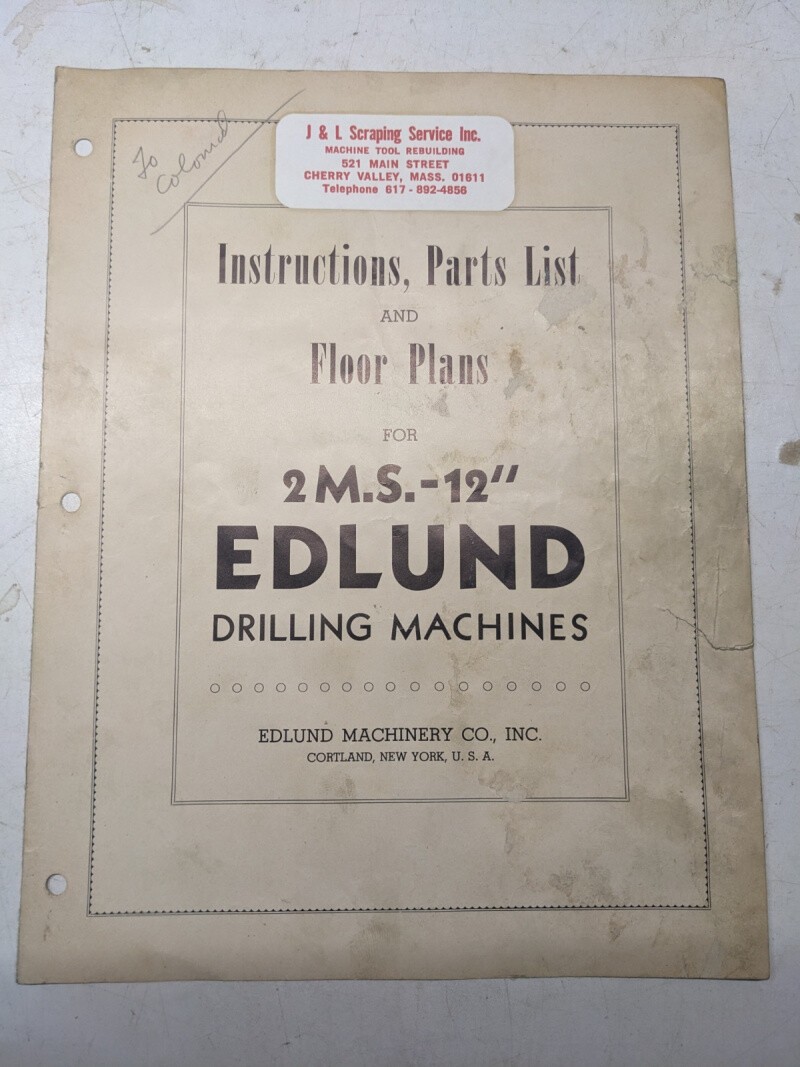 To
Colonial
J & L Scraping Service Inc.
MACHINE TOOL REBUILDING
521 MAIN STREET
CHERRY VALLEY, MASS. 01611
Telephone 617 - 892-4856
Instructions, Parts List
AND
Floor Plans
FOR
2 M.S.-12"
EDLUND
DRILLING MACHINES
EDLUND MACHINERY CO., INC.
CORTLAND, NEW YORK, U. S. A.